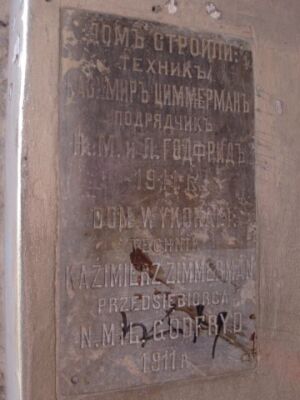 ДОМЪ СТРОИЛИ:
ТЕХНИКЪ
ЦИММЕРМАНЪ
ПОДРЯДЧИКЪ
Н. М. и Л. ГОДФРИДЪ
1911 г.
DOM WYKONALI:
TECHNIK
KAZIMIERZ ZIMMERMAN
PRZEDSIĘBIORCA
N. M. i L. GODFRYD
1911 R